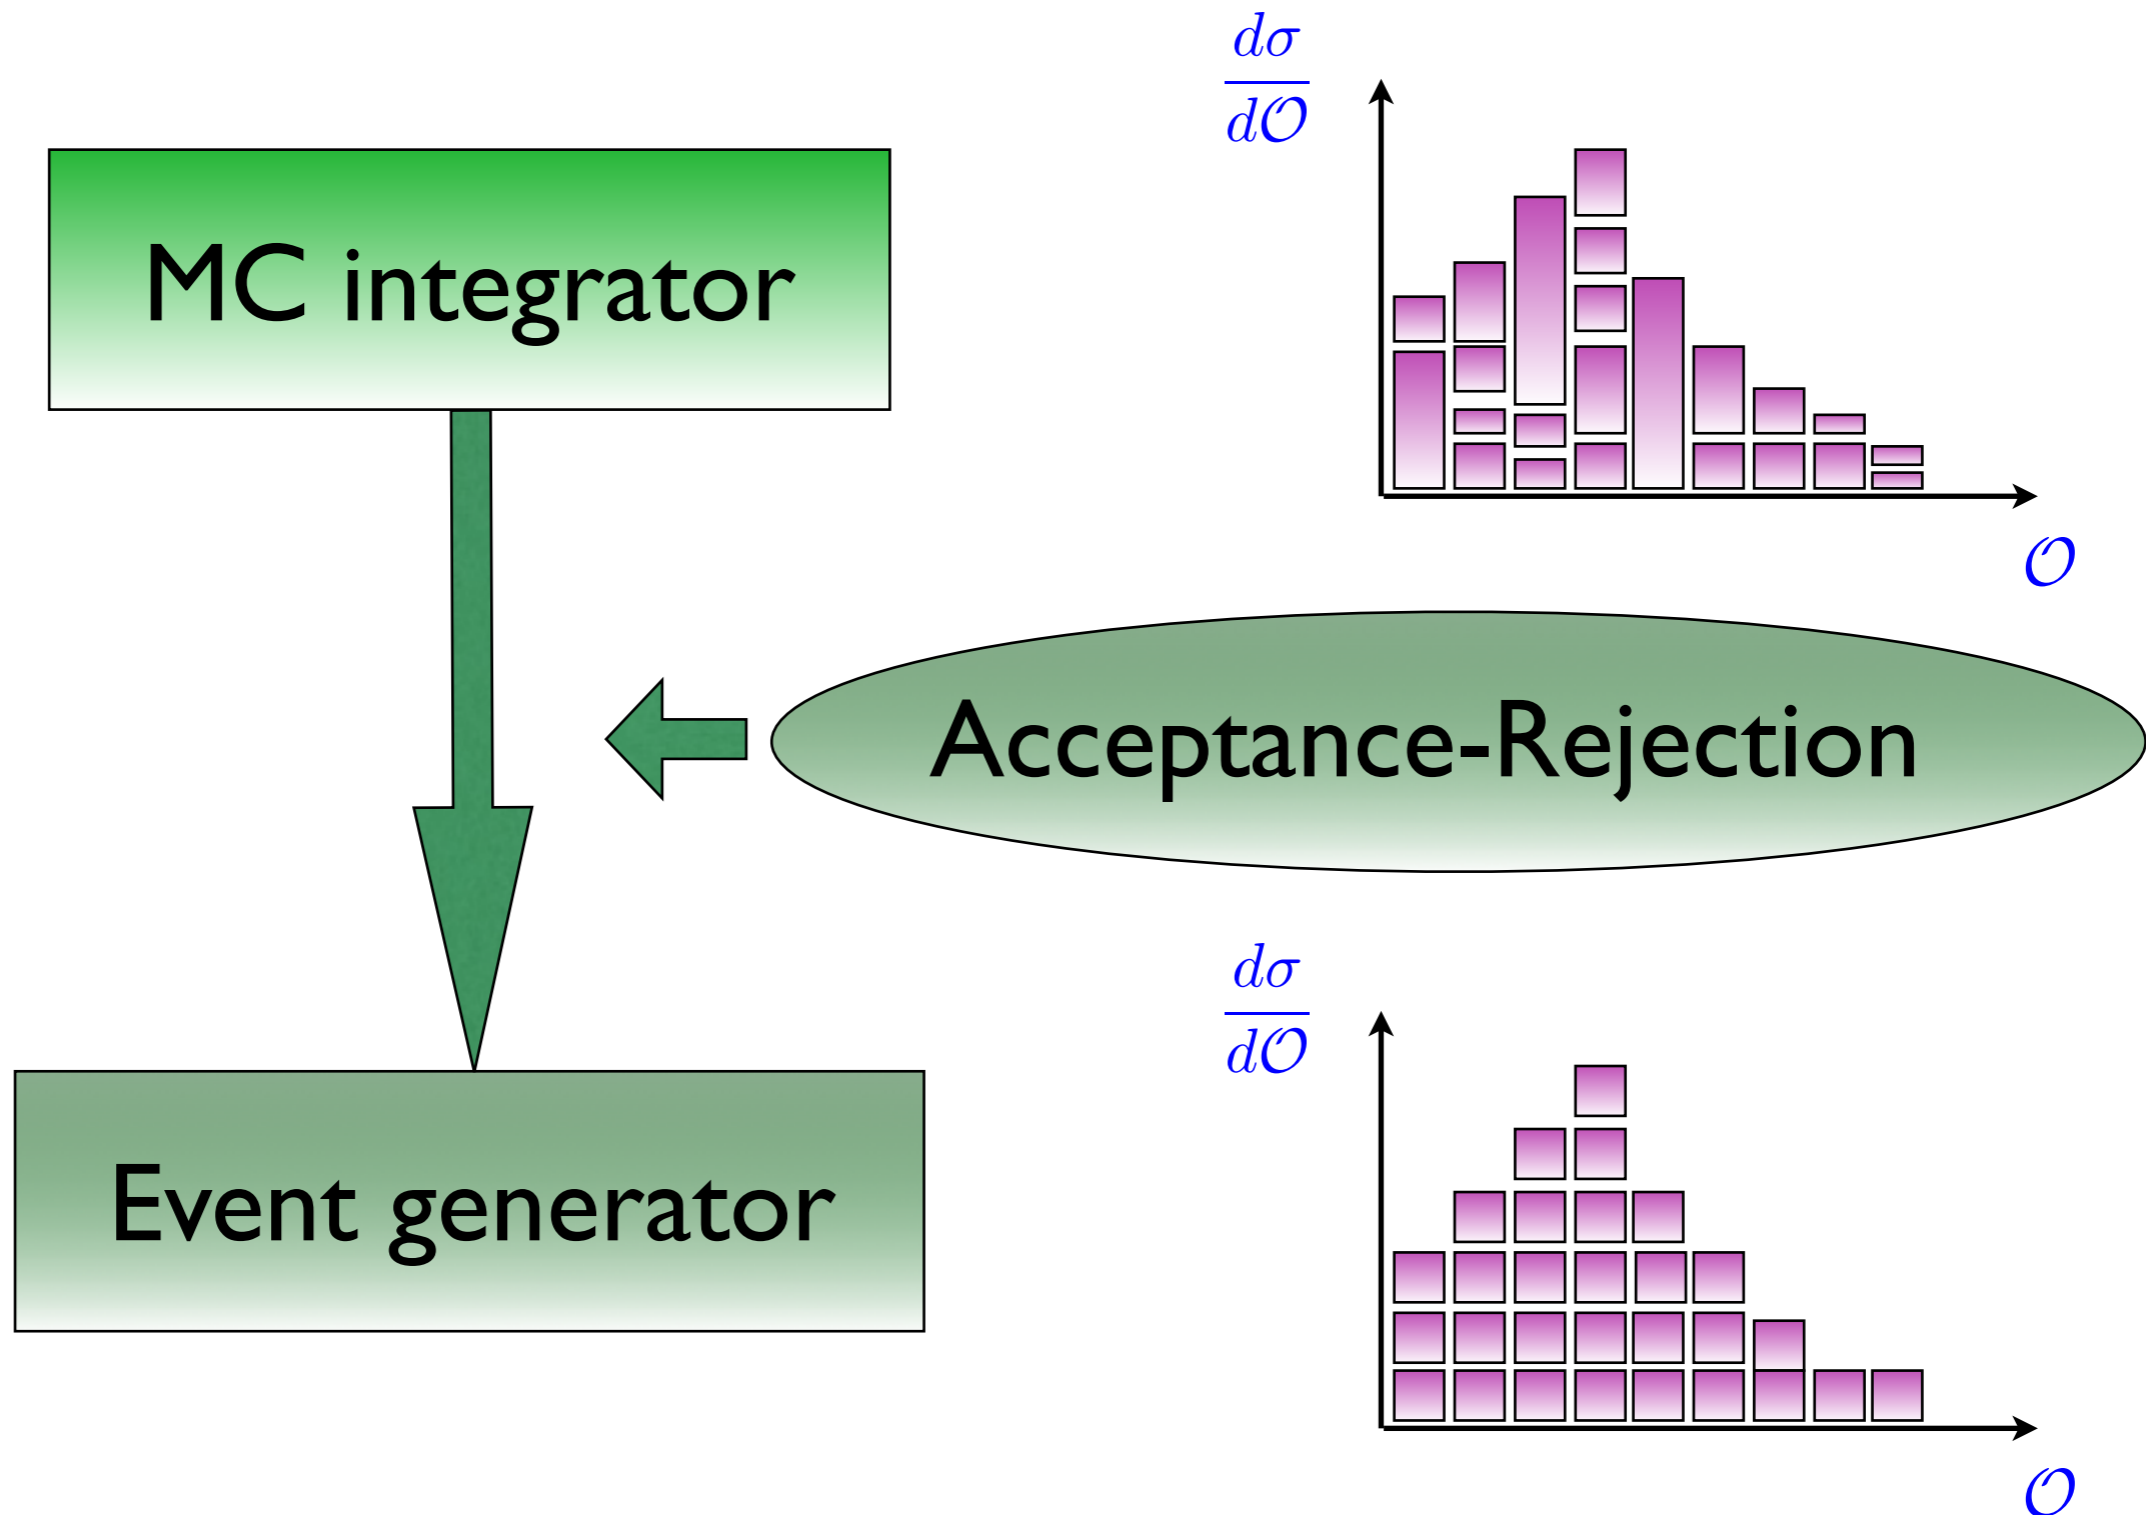 dσ
d𝒪
MC integrator
𝒪
Acceptance-Rejection
dσ
d𝒪
Event generator
𝒪